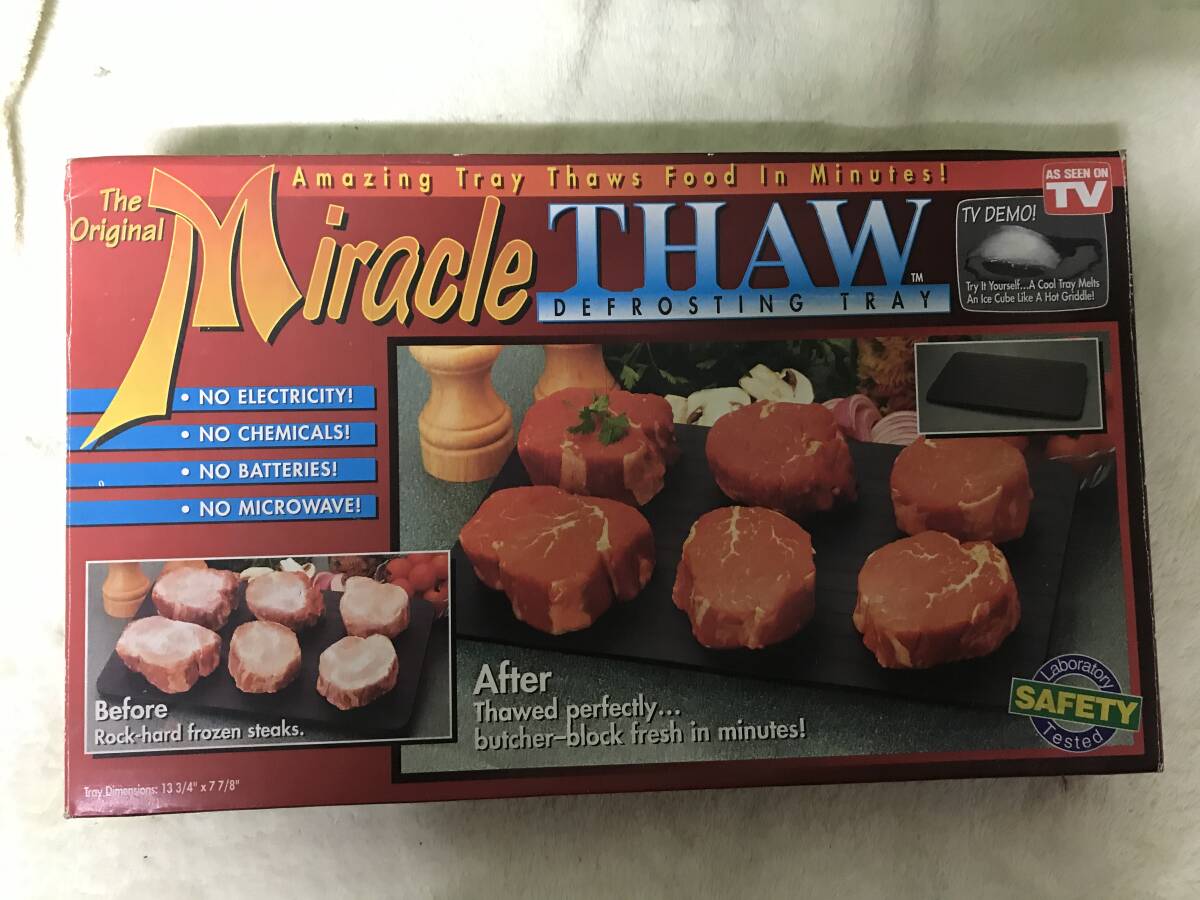 Amazing Tray Thaws Food In Minutes!
The
Original
Miracle
THAW™
DEFROSTING TRAY
AS SEEN ON
TV
TV DEMO!
Try It Yourself...A Cool Tray Melts
An Ice Cube Like A Hot Griddle!
• NO ELECTRICITY!
• NO CHEMICALS!
• NO BATTERIES!
• NO MICROWAVE!
Before
Rock-hard frozen steaks.
After
Thawed perfectly...
butcher-block fresh in minutes!
Laboratory
SAFETY
Tested
Tray Dimensions: 13 3/4" x 7 7/8"